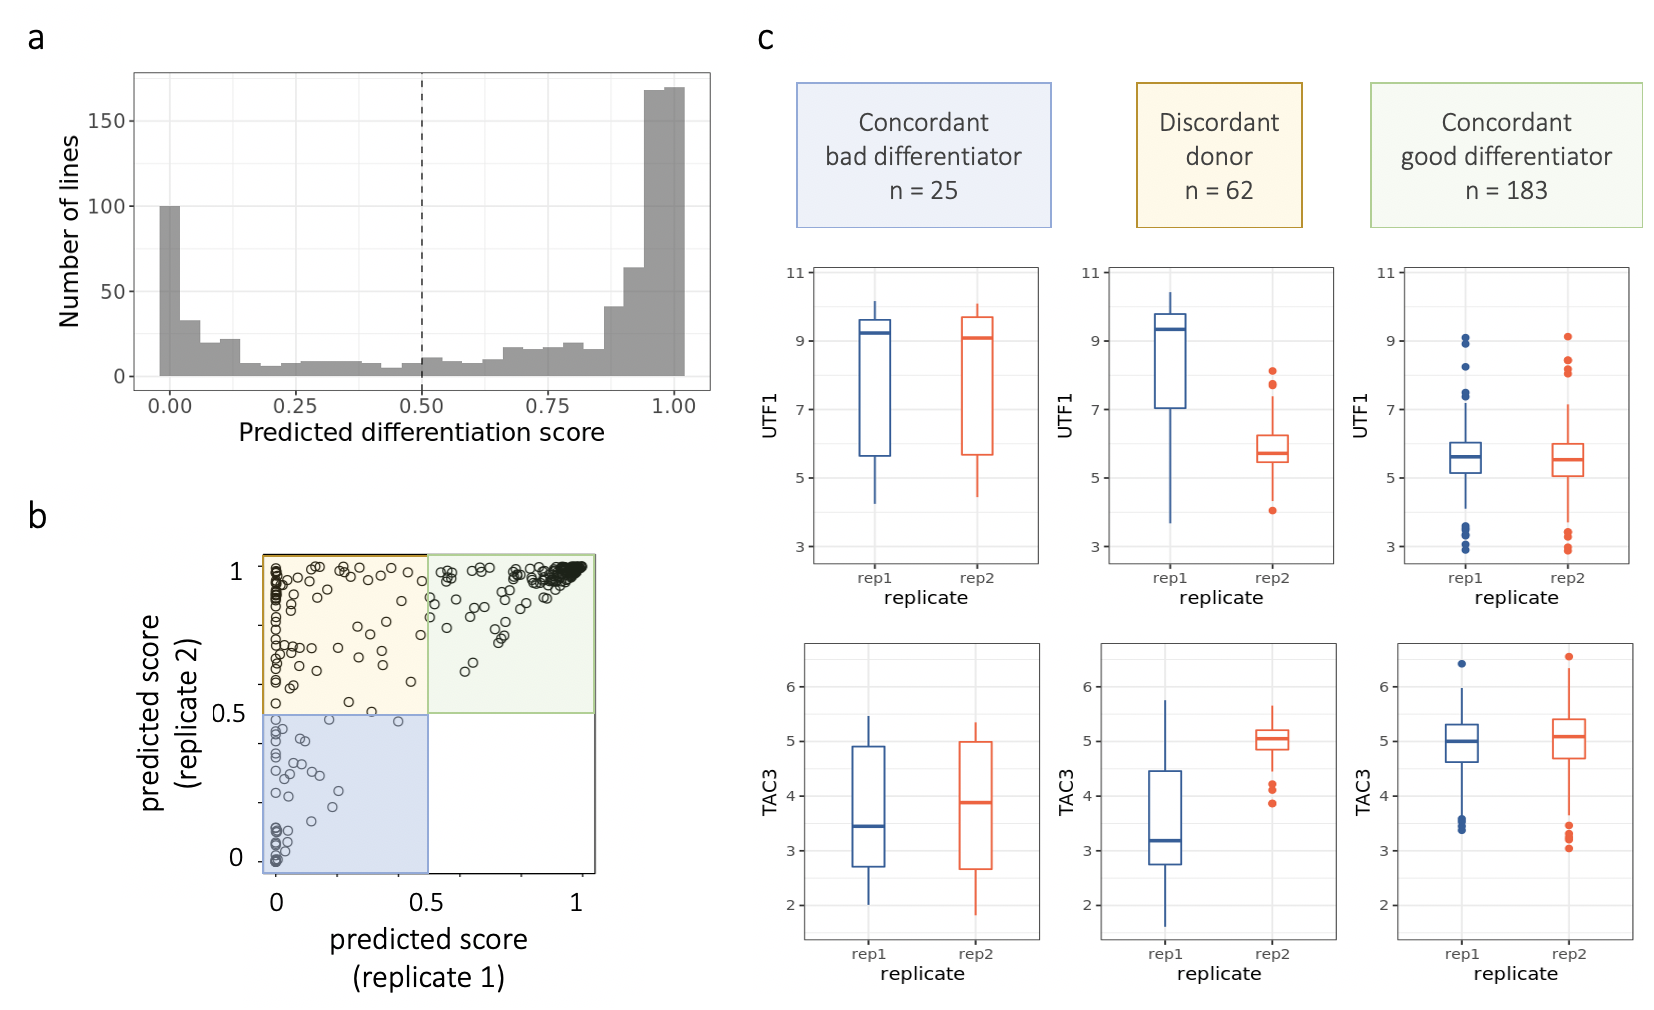 a
150
100
50
0
Number of lines
0.00 0.25 0.50 0.75 1.00
Predicted differentiation score
b
1
0.5
0
predicted score
(replicate 2)
0 0.5 1
predicted score
(replicate 1)
c
Concordant
bad differentiator
n = 25
Discordant
donor
n = 62
Concordant
good differentiator
n = 183
11
9
7
5
3
UTF1
rep1 rep2
replicate
11
9
7
5
3
UTF1
rep1 rep2
replicate
11
9
7
5
3
UTF1
rep1 rep2
replicate
6
5
4
3
2
TAC3
rep1 rep2
replicate
6
5
4
3
2
TAC3
rep1 rep2
replicate
6
5
4
3
2
TAC3
rep1 rep2
replicate